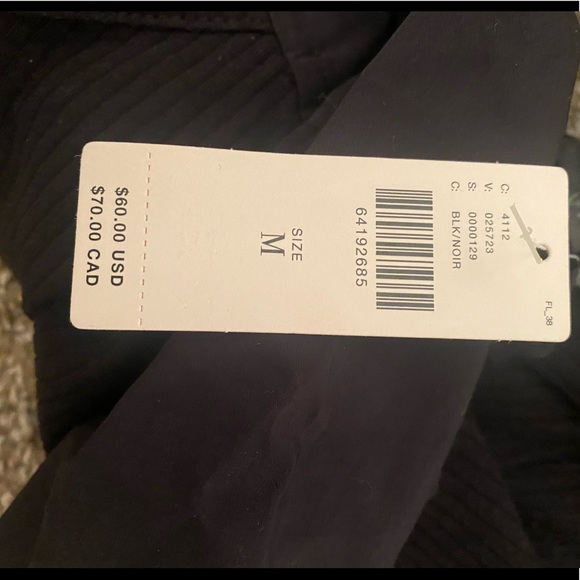 FL_38
C: 4112
V: 025723
S: 0000129
C: BLK/NOIR
64192685
SIZE
M
$60.00 USD
$70.00 CAD